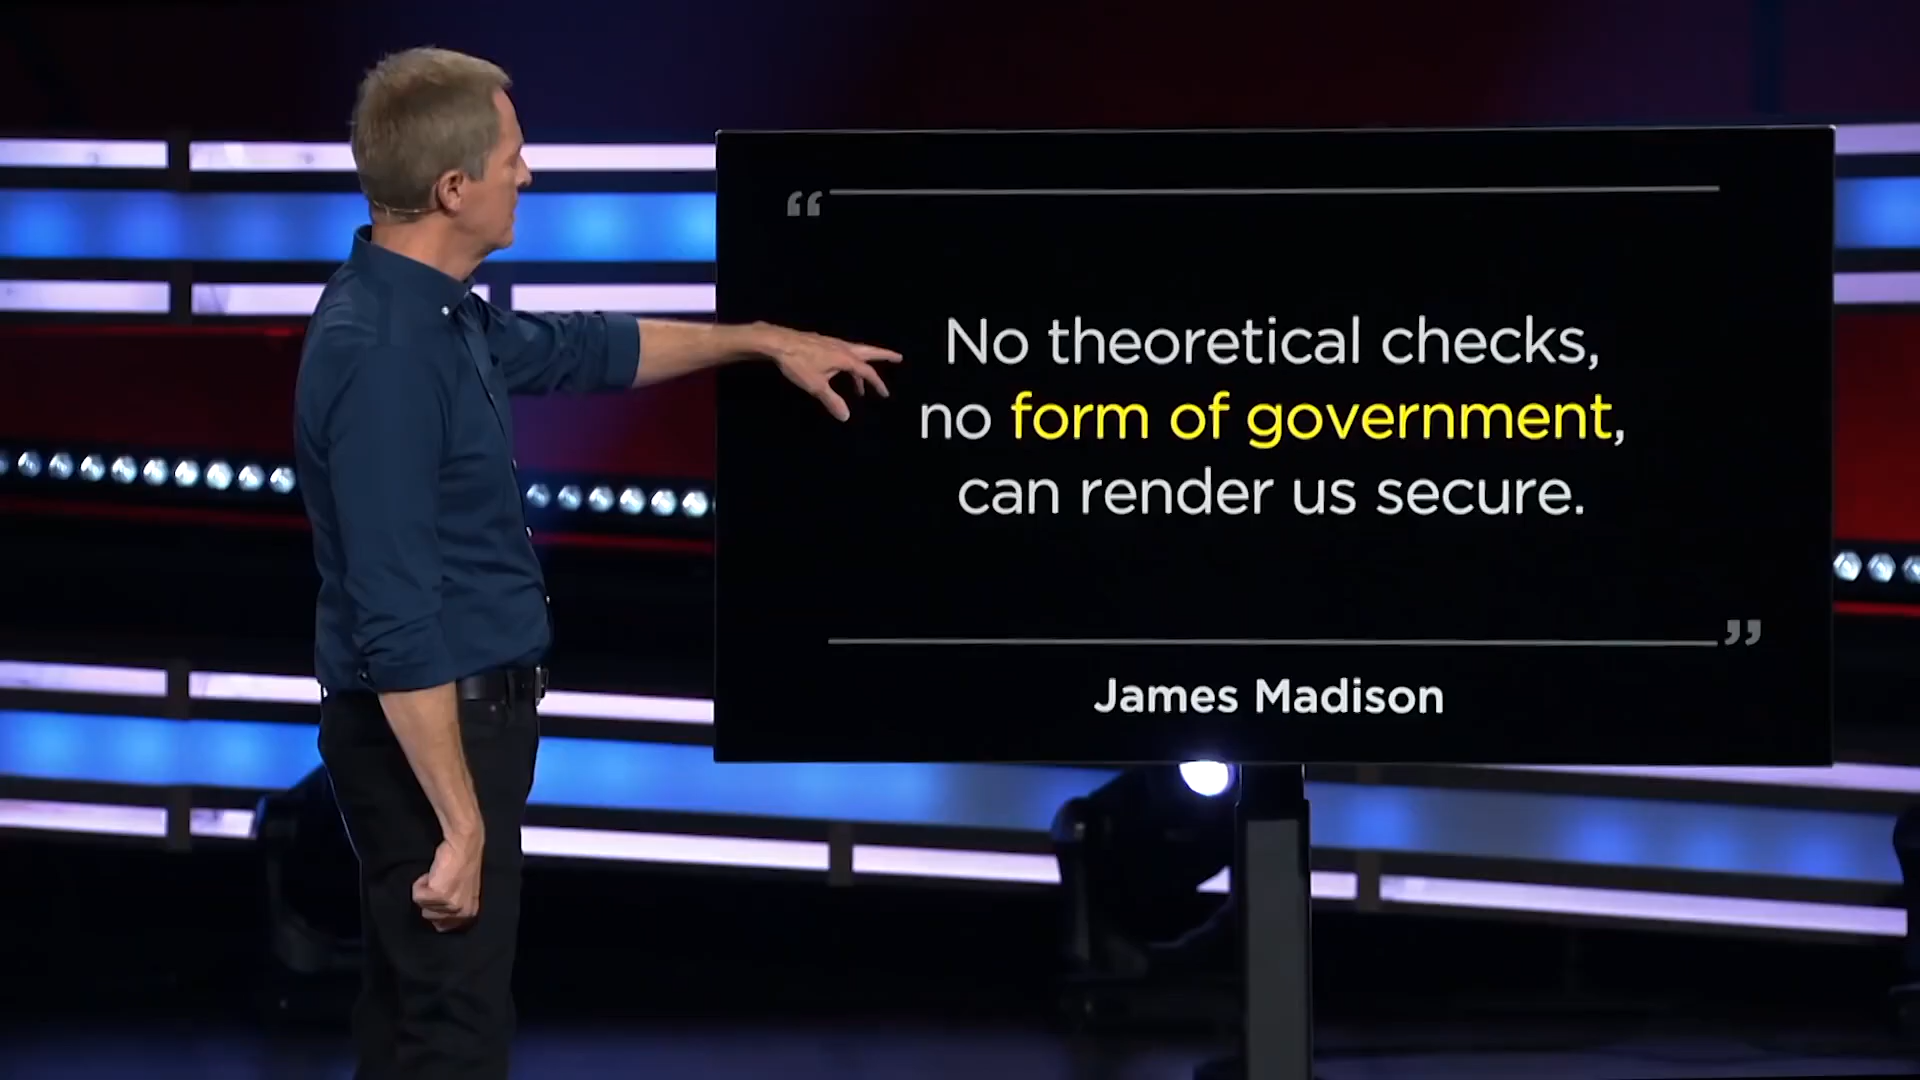 “
No theoretical checks,
no form of government,
can render us secure.
”
James Madison